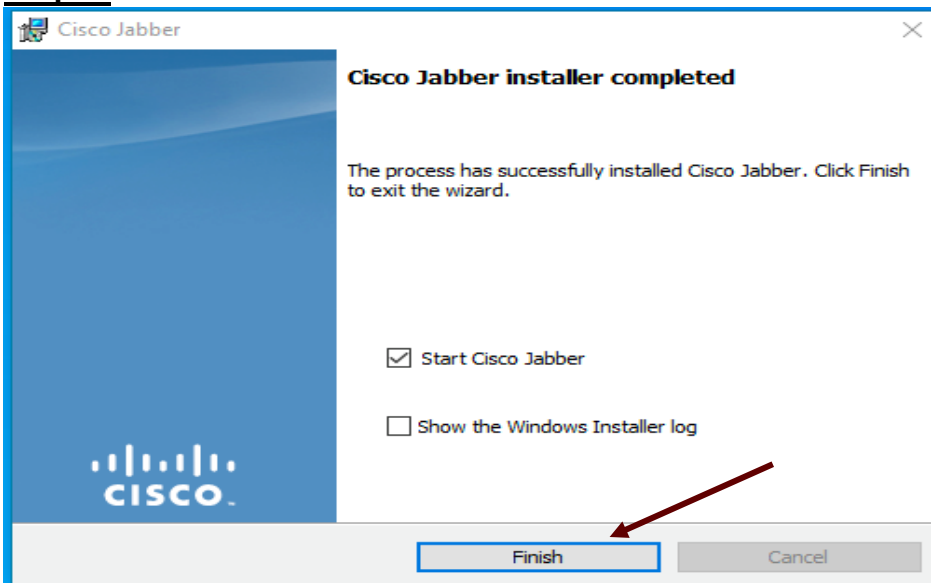 Cisco Jabber
Cisco Jabber installer completed
The process has successfully installed Cisco Jabber. Click Finish
to exit the wizard.
Start Cisco Jabber
Show the Windows Installer log
CISCO
Finish
Cancel